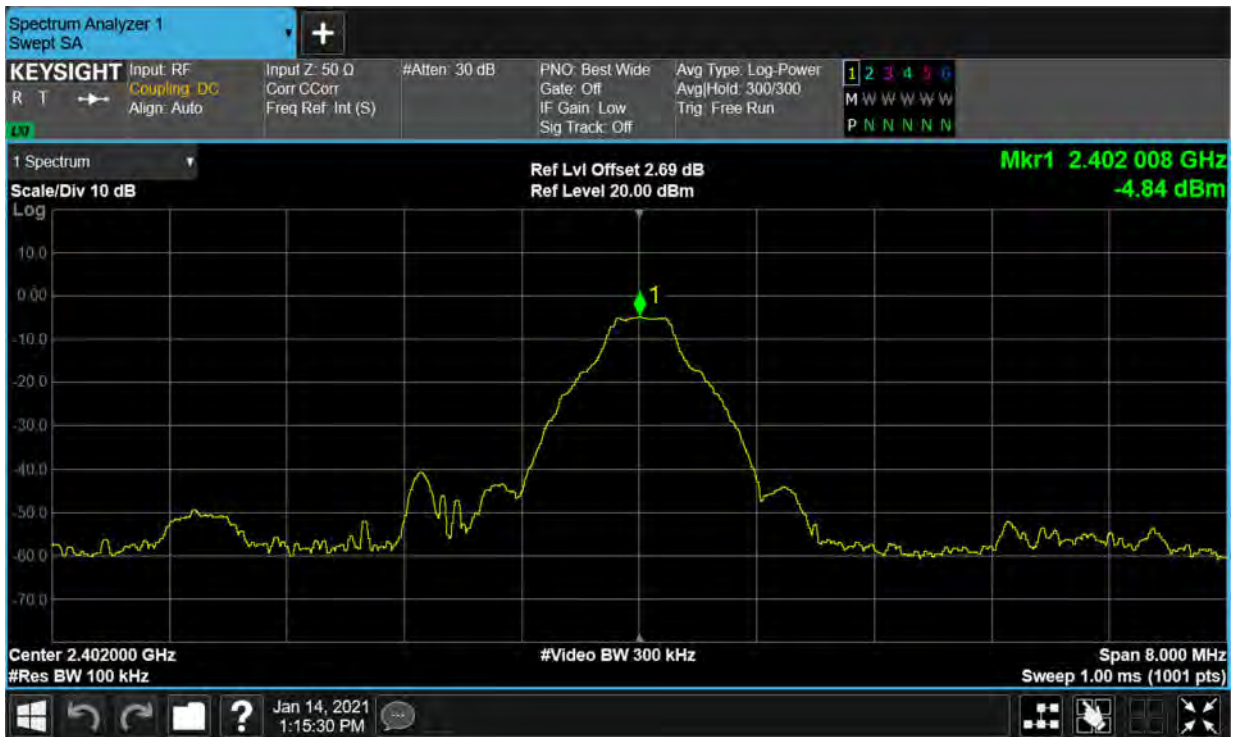 Spectrum Analyzer 1
Swept SA
+
KEYSIGHT Input: RF Input Z: 50 Ω #Atten: 30 dB PNO: Best Wide Avg Type: Log-Power 1 2 3 4 5 6
R T Coupling: DC Corr CCorr Gate: Off Avg|Hold: 300/300 M W W W W W
Align: Auto Freq Ref: Int (S) IF Gain: Low Trig: Free Run
LXI Sig Track: Off P N N N N N
1 Spectrum
Ref Lvl Offset 2.69 dB
Mkr1 2.402 008 GHz
Scale/Div 10 dB Ref Level 20.00 dBm -4.84 dBm
Log
10.0
0.00
1
-10.0
-20.0
-30.0
-40.0
-50.0
-60.0
-70.0
Center 2.402000 GHz #Video BW 300 kHz Span 8.000 MHz
#Res BW 100 kHz Sweep 1.00 ms (1001 pts)
? Jan 14, 2021
1:15:30 PM